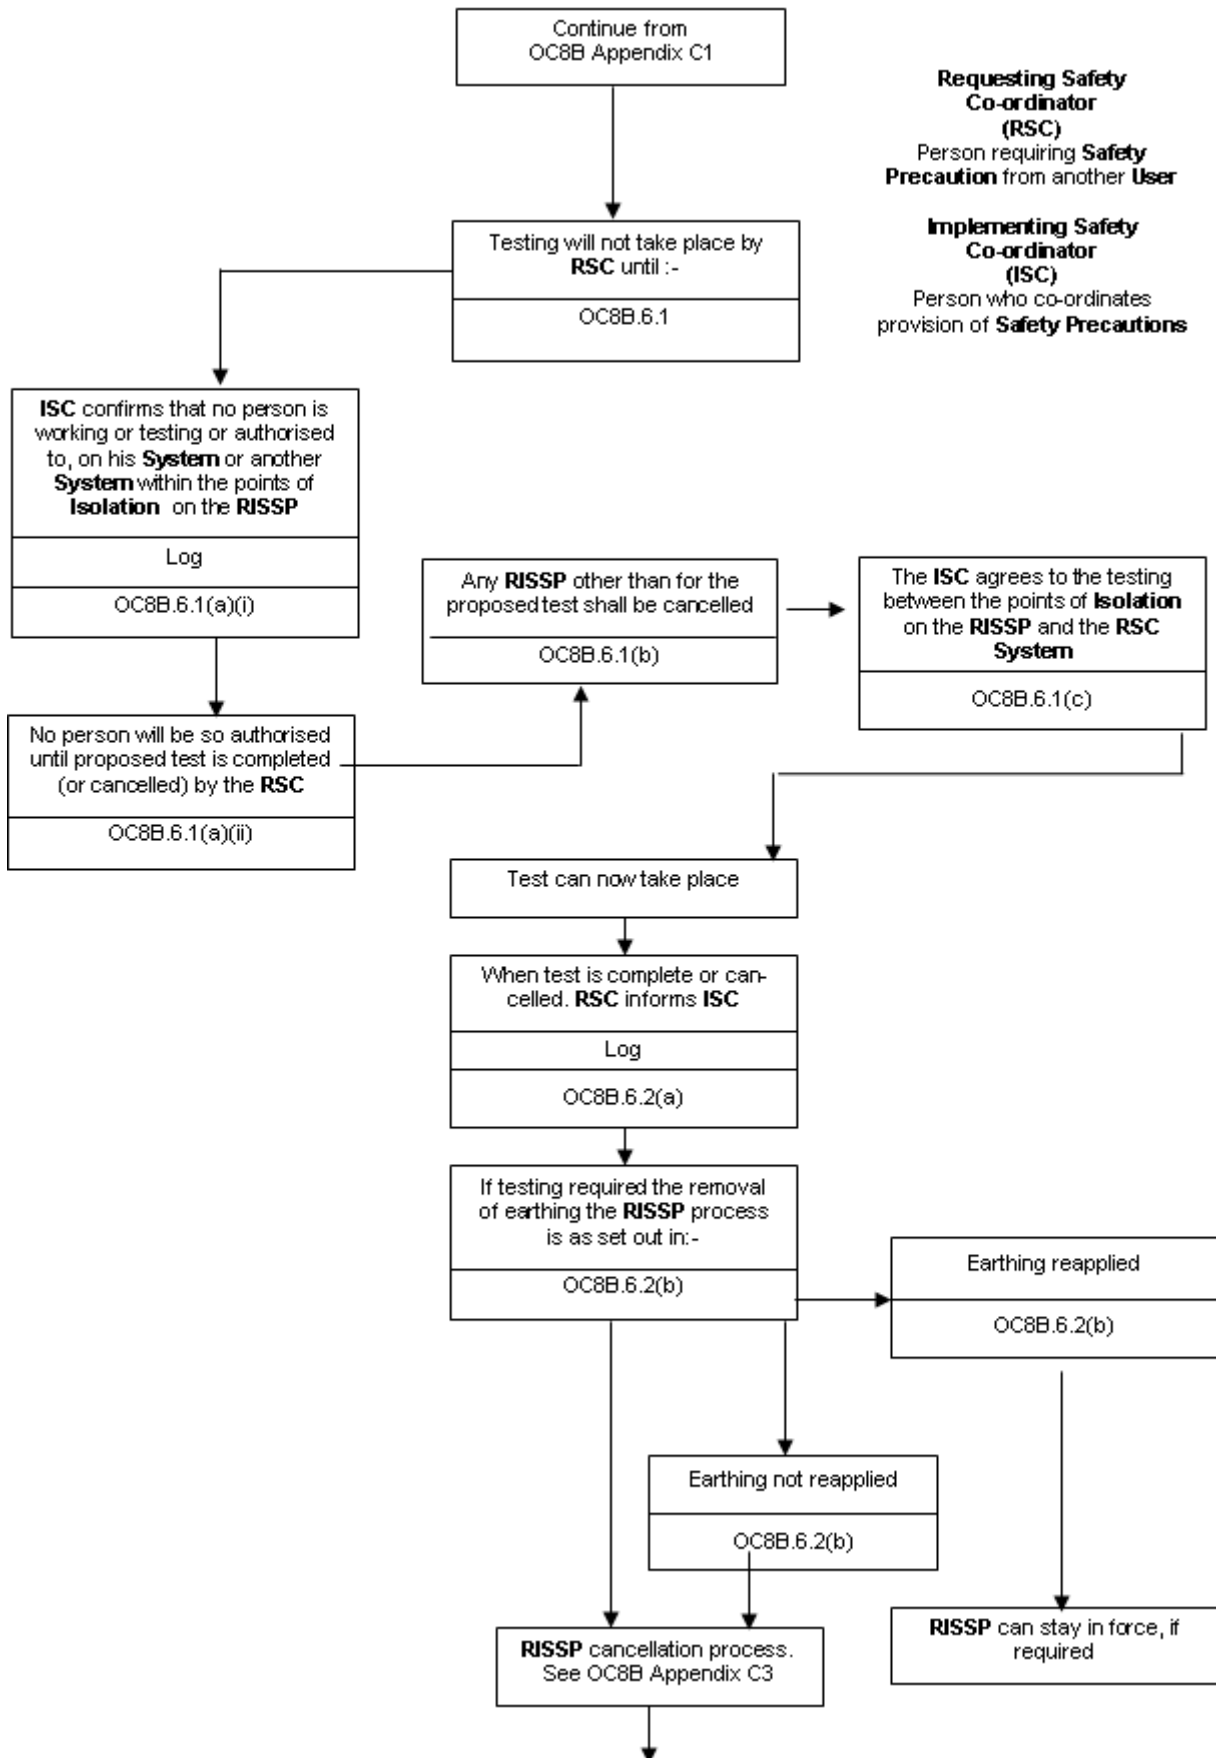 Continue from
OC8B Appendix C1
Requesting Safety
Co-ordinator
(RSC)
Person requiring Safety
Precaution from another User
Implementing Safety
Co-ordinator
(ISC)
Person who co-ordinates
provision of Safety Precautions
Testing will not take place by
RSC until :-
OC8B.6.1
ISC confirms that no person is
working or testing or authorised
to, on his System or another
System within the points of
Isolation on the RISSP
Log
OC8B.6.1(a)(i)
No person will be so authorised
until proposed test is completed
(or cancelled) by the RSC
OC8B.6.1(a)(ii)
Any RISSP other than for the
proposed test shall be cancelled
OC8B.6.1(b)
The ISC agrees to the testing
between the points of Isolation
on the RISSP and the RSC
System
OC8B.6.1(c)
Test can now take place
When test is complete or can-
celled. RSC informs ISC
Log
OC8B.6.2(a)
If testing required the removal
of earthing the RISSP process
is as set out in:-
OC8B.6.2(b)
Earthing reapplied
OC8B.6.2(b)
Earthing not reapplied
OC8B.6.2(b)
RISSP can stay in force, if
required
RISSP cancellation process.
See OC8B Appendix C3